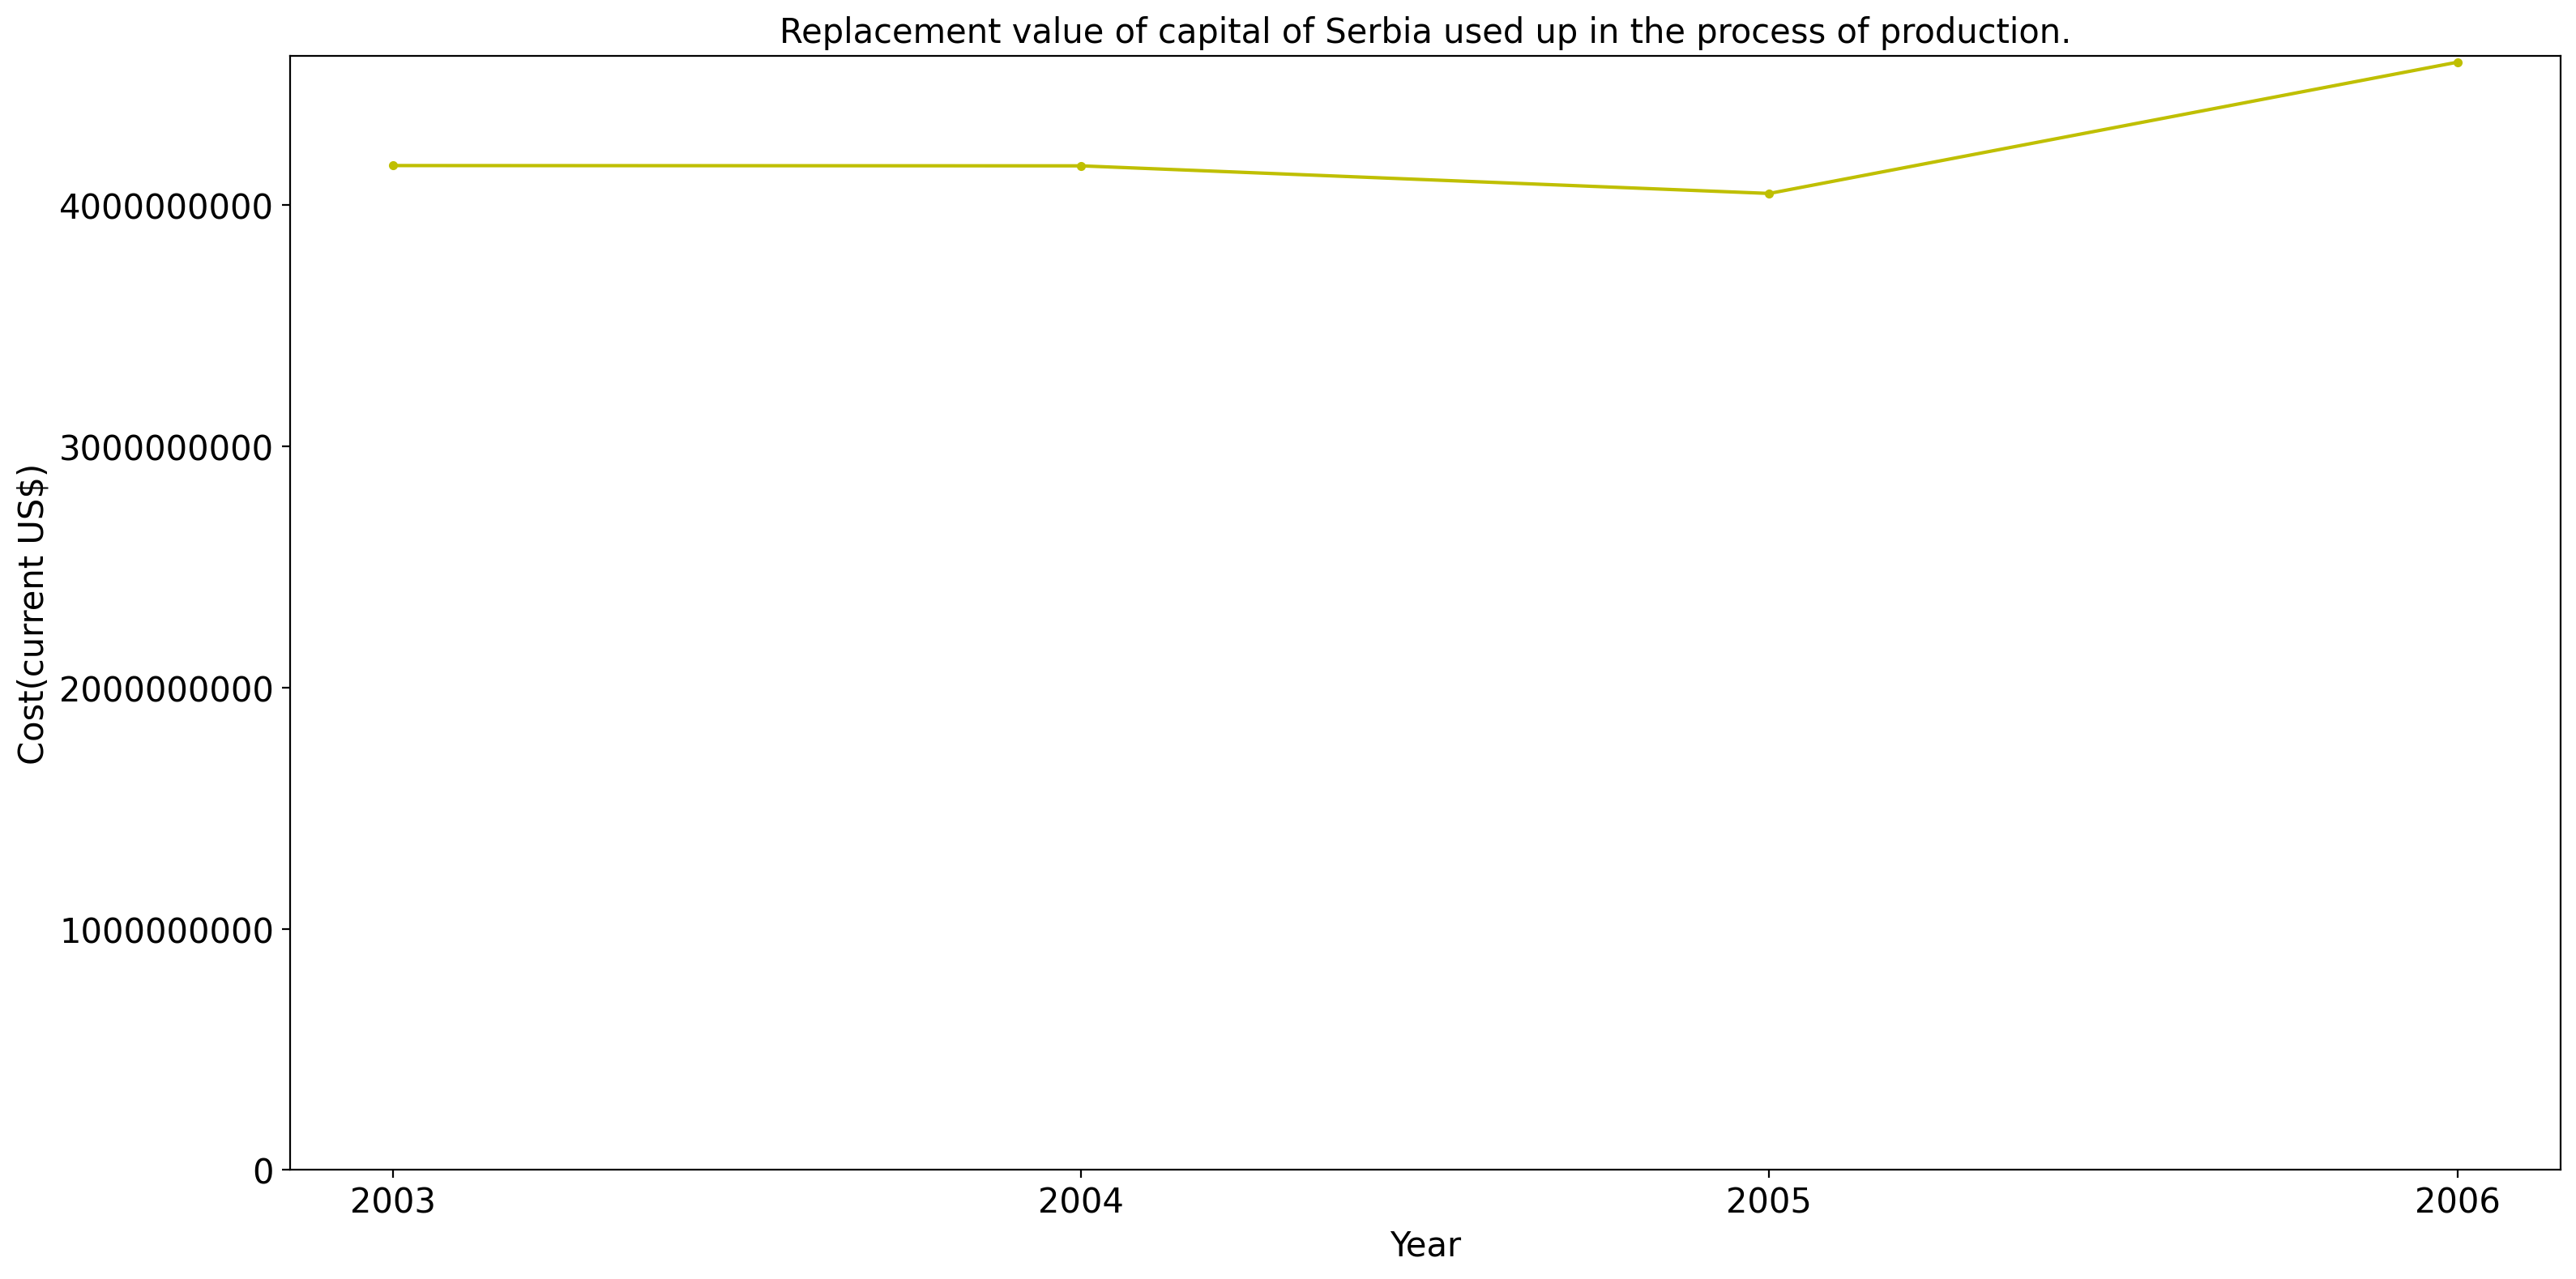 Replacement value of capital of Serbia used up in the process of production.
Cost(current US$)
4000000000
3000000000
2000000000
1000000000
0
2003 2004 2005 2006
Year